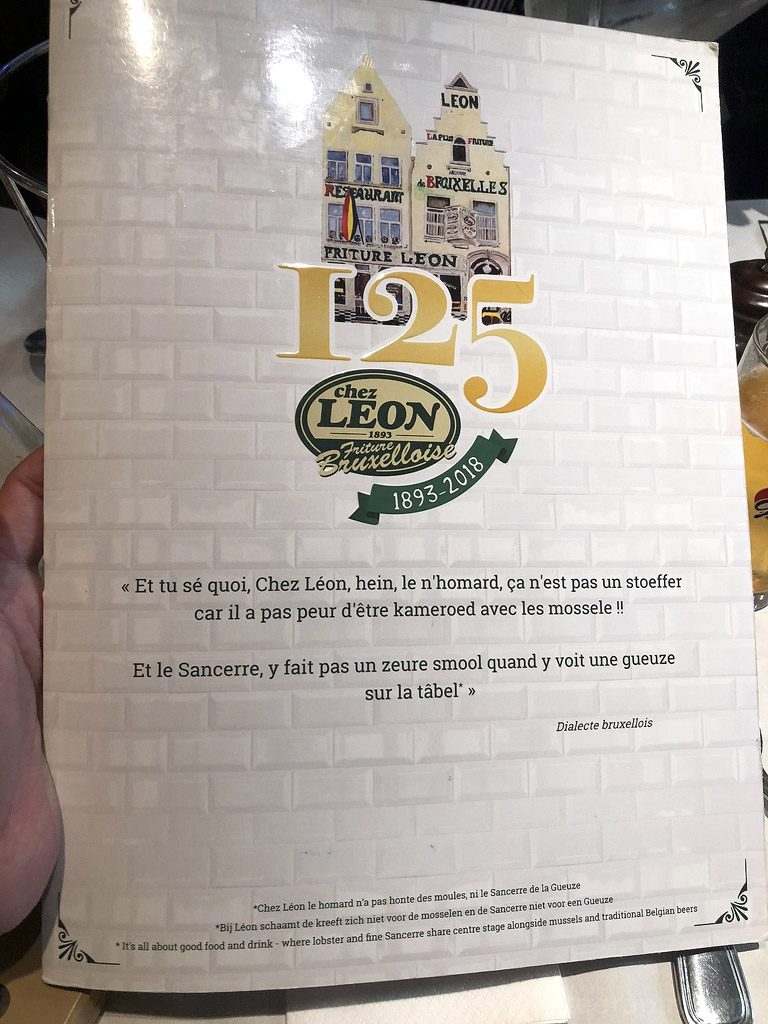 LEON
LA PLUS FRITURE
ANCIENNE
de BRUXELLES
RESTAURANT
FRITURE LEON
125
chez
LEON
1893
Friture
Bruxelloise
1893-2018
« Et tu sé quoi, Chez Léon, hein, le n'homard, ça n'est pas un stoeffer
car il a pas peur d'être kameroed avec les mossele !!
Et le Sancerre, y fait pas un zeure smool quand y voit une gueuze
sur la tâbel* »
Dialecte bruxellois
*Chez Léon le homard n'a pas honte des moules, ni le Sancerre de la Gueuze
*Bij Léon schaamt de kreeft zich niet voor de mosselen en de Sancerre niet voor een Gueuze
* It's all about good food and drink - where lobster and fine Sancerre share centre stage alongside mussels and traditional Belgian beers